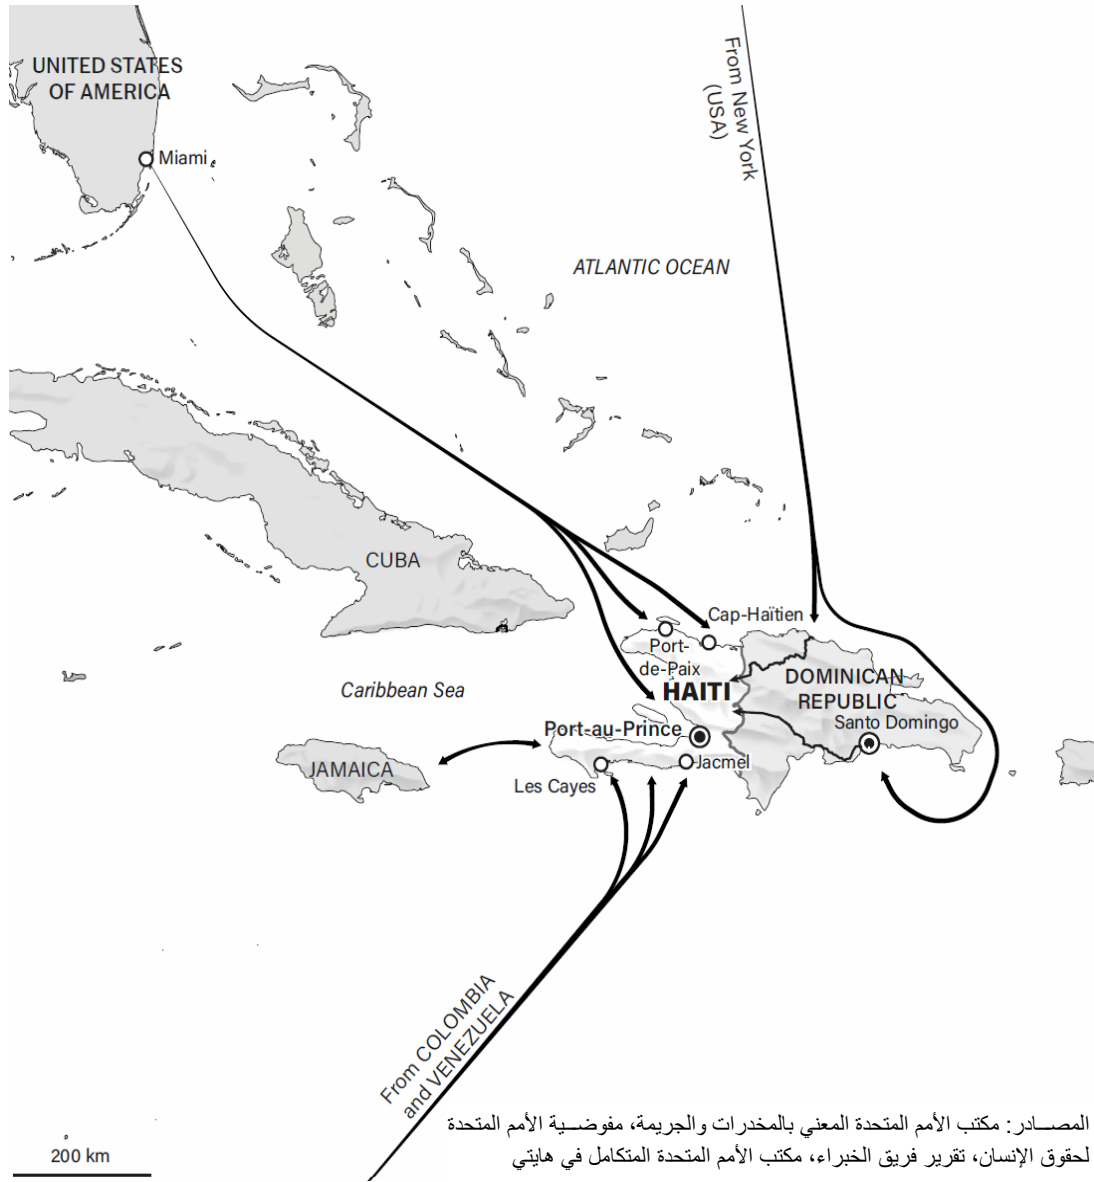 UNITED STATES
OF AMERICA
From New York
(USA)
Miami
ATLANTIC OCEAN
CUBA
Cap-Haïtien
Port-
de-Paix
HAITI
DOMINICAN
REPUBLIC
Caribbean Sea
Santo Domingo
Port-au-Prince
JAMAICA
Jacmel
Les Cayes
From COLOMBIA
and VENEZUELA
المصـــادر: مكتب الأمم المتحدة المعني بالمخدرات والجريمة، مفوضـــية الأمم المتحدة
لحقوق الإنسان، تقرير فريق الخبراء، مكتب الأمم المتحدة المتكامل في هايتي
200 km